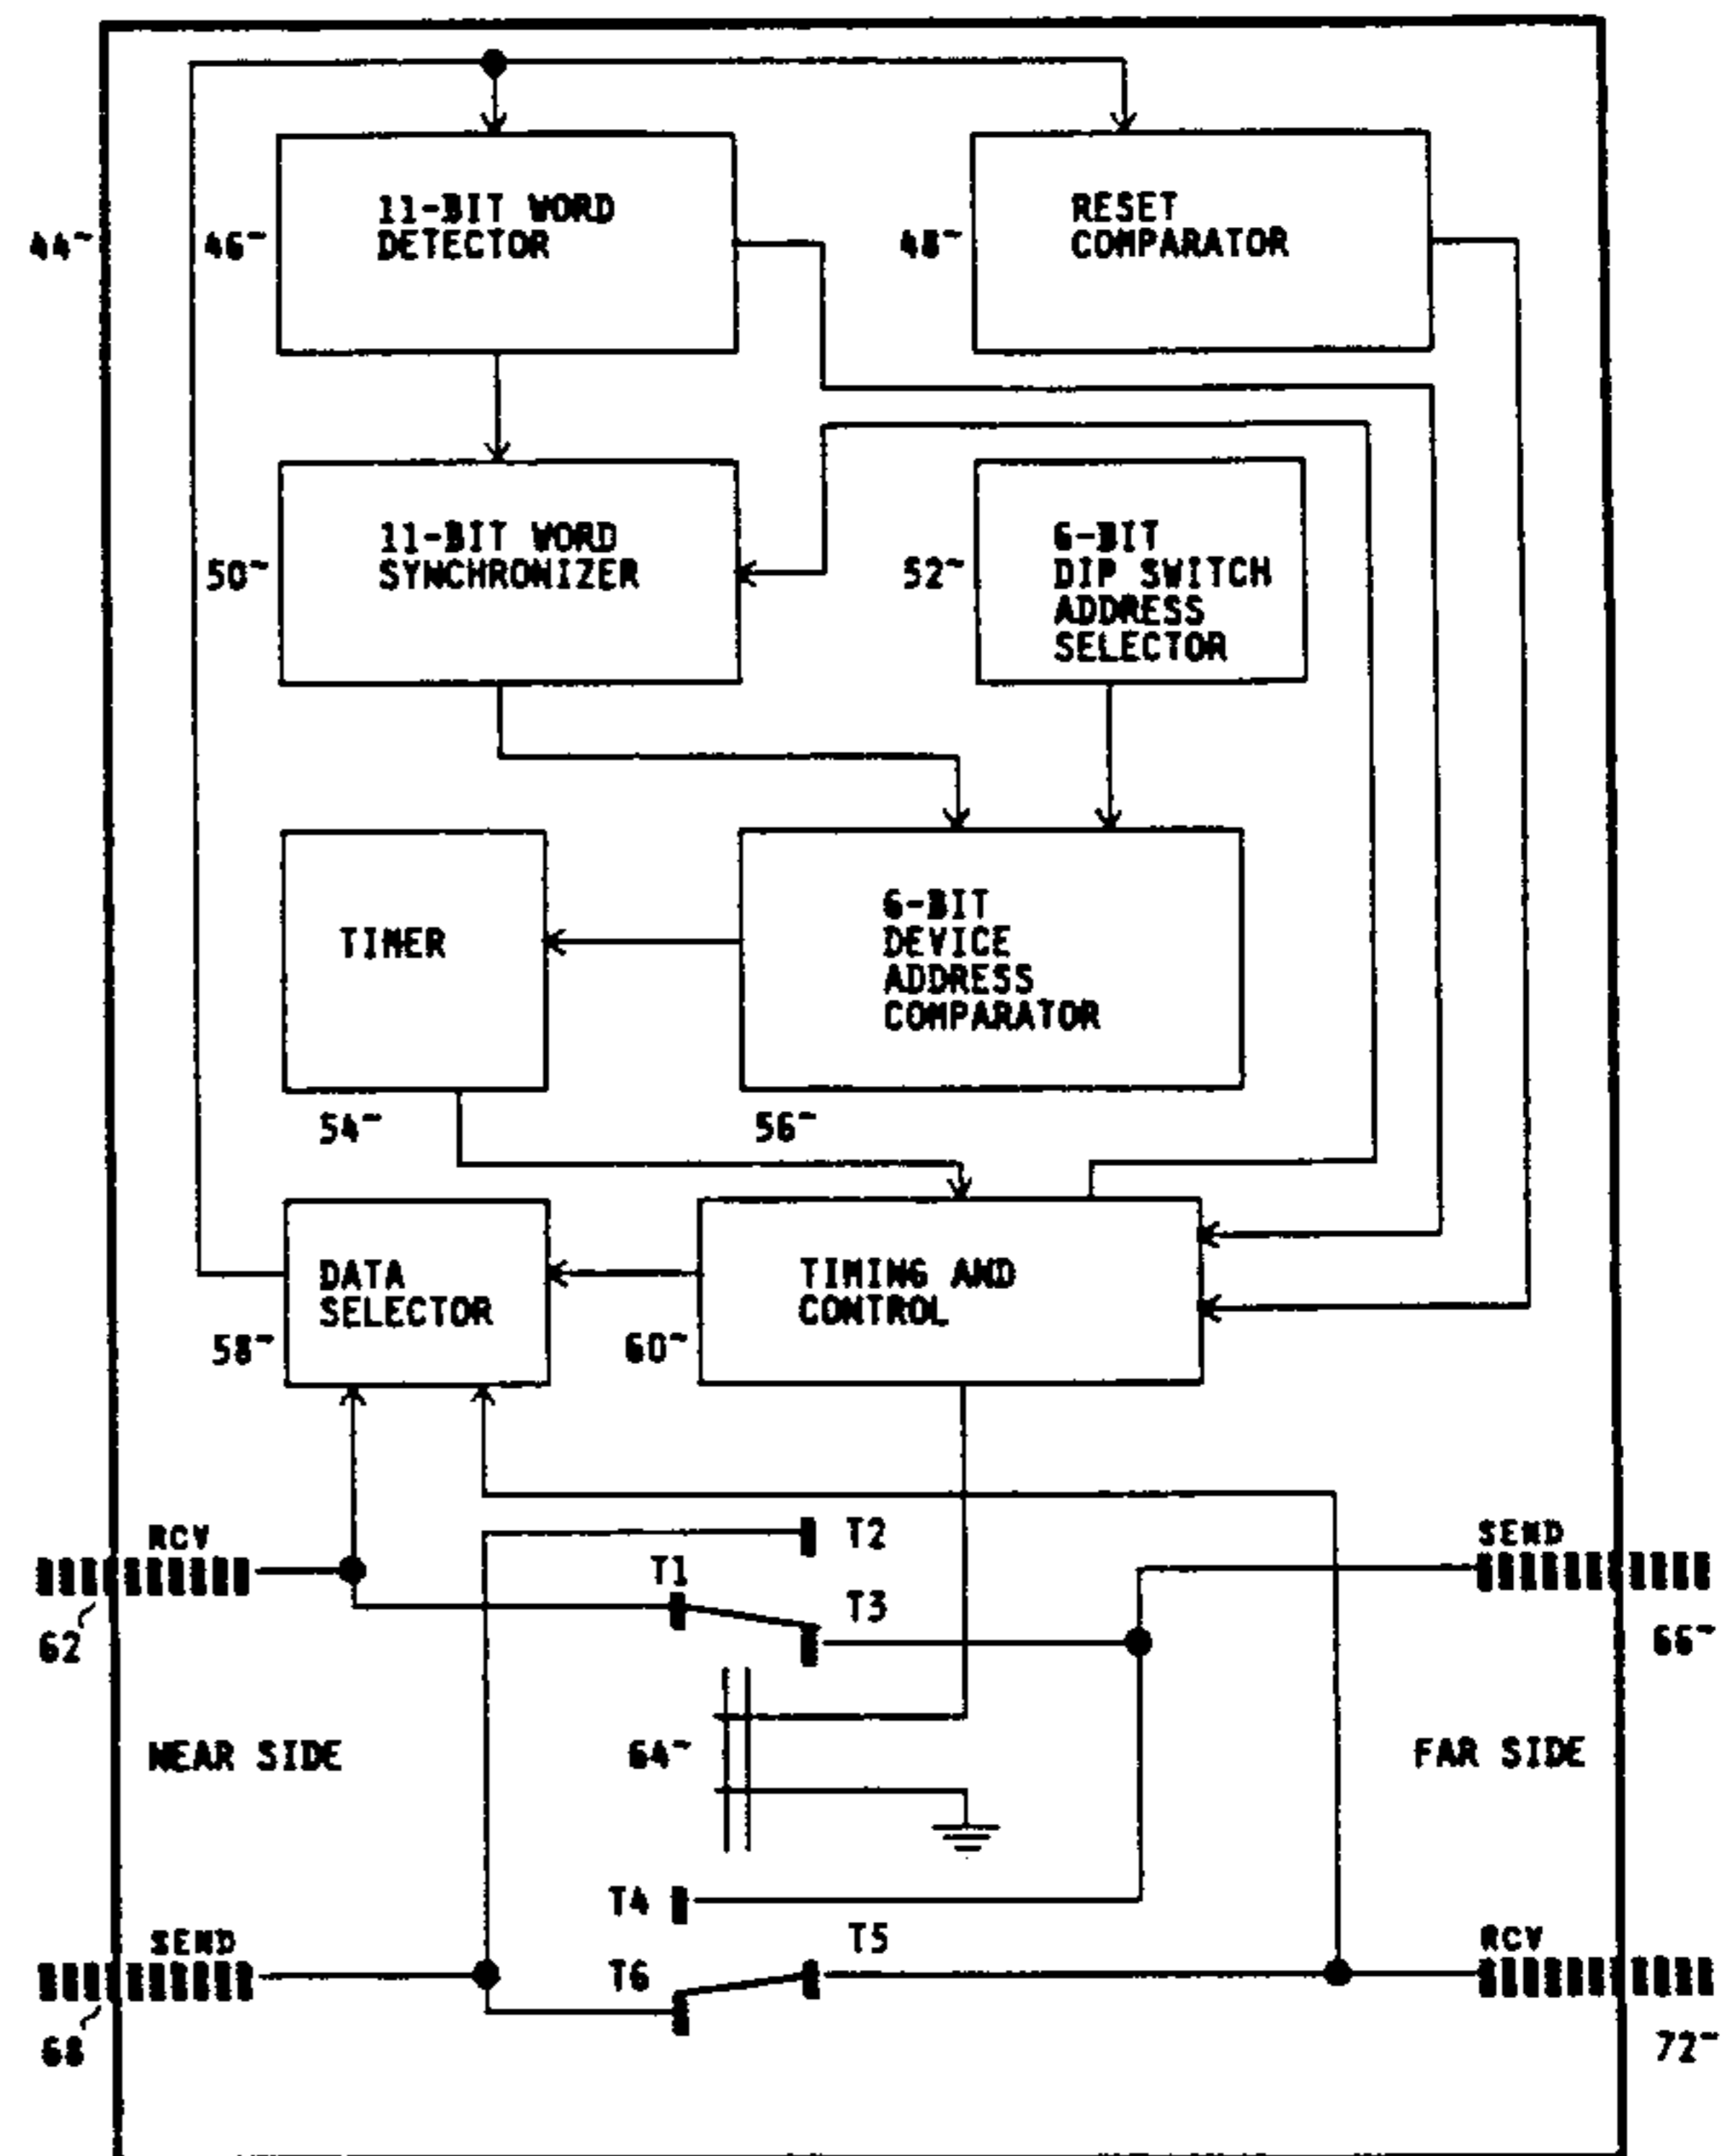 11-BIT WORD
DETECTOR
RESET
COMPARATOR
44~
46~
48~
11-BIT WORD
SYNCHRONIZER
6-BIT
DIP SWITCH
ADDRESS
SELECTOR
50~
52~
TIMER
6-BIT
DEVICE
ADDRESS
COMPARATOR
54~
56~
DATA
SELECTOR
TIMING AND
CONTROL
58~
60~
RCV
T2
SEND
T1
T3
62
66~
NEAR SIDE
64~
FAR SIDE
T4
SEND
T5
RCV
T6
68
72~